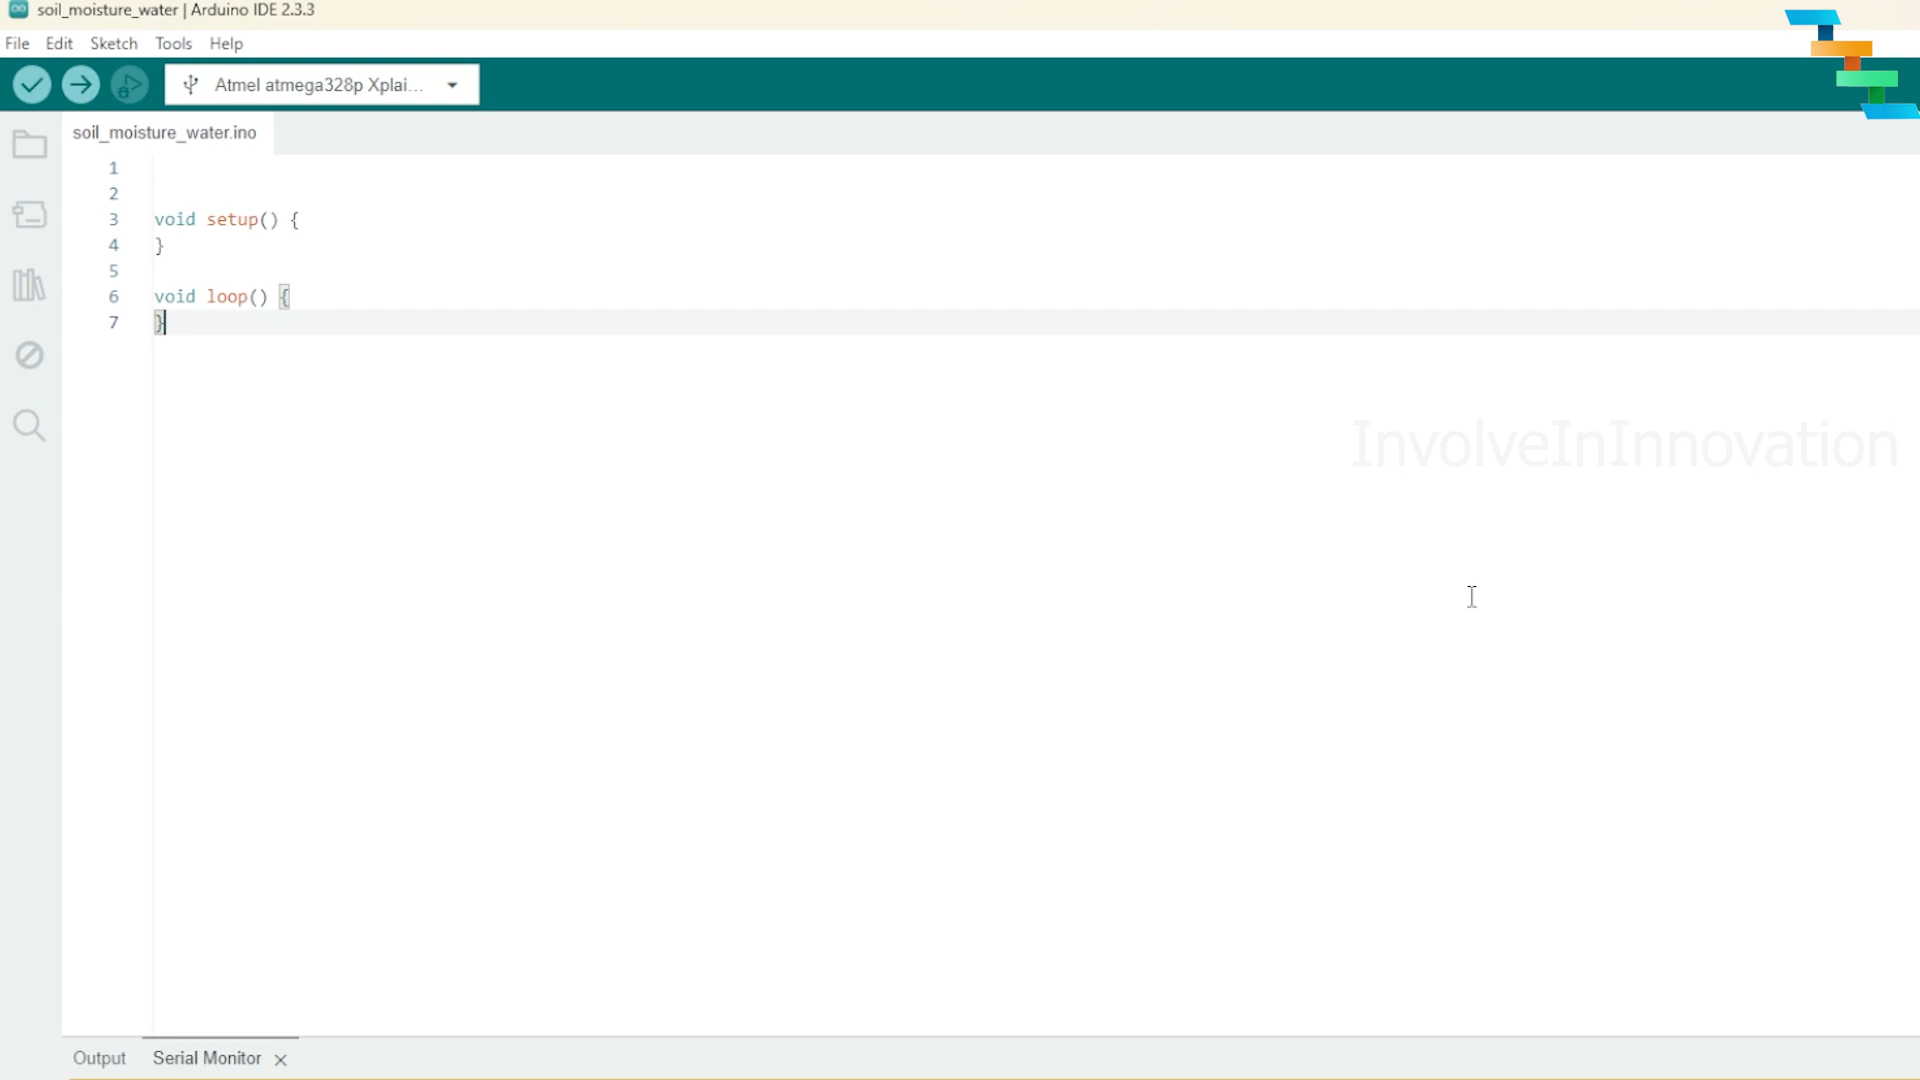 soil_moisture_water | Arduino IDE 2.3.3
File Edit Sketch Tools Help
Atmel atmega328p Xplai...
soil_moisture_water.ino
1
2
3 void setup() {
4 }
5
6 void loop() {
7 }
InvolveInInnovation
Output Serial Monitor